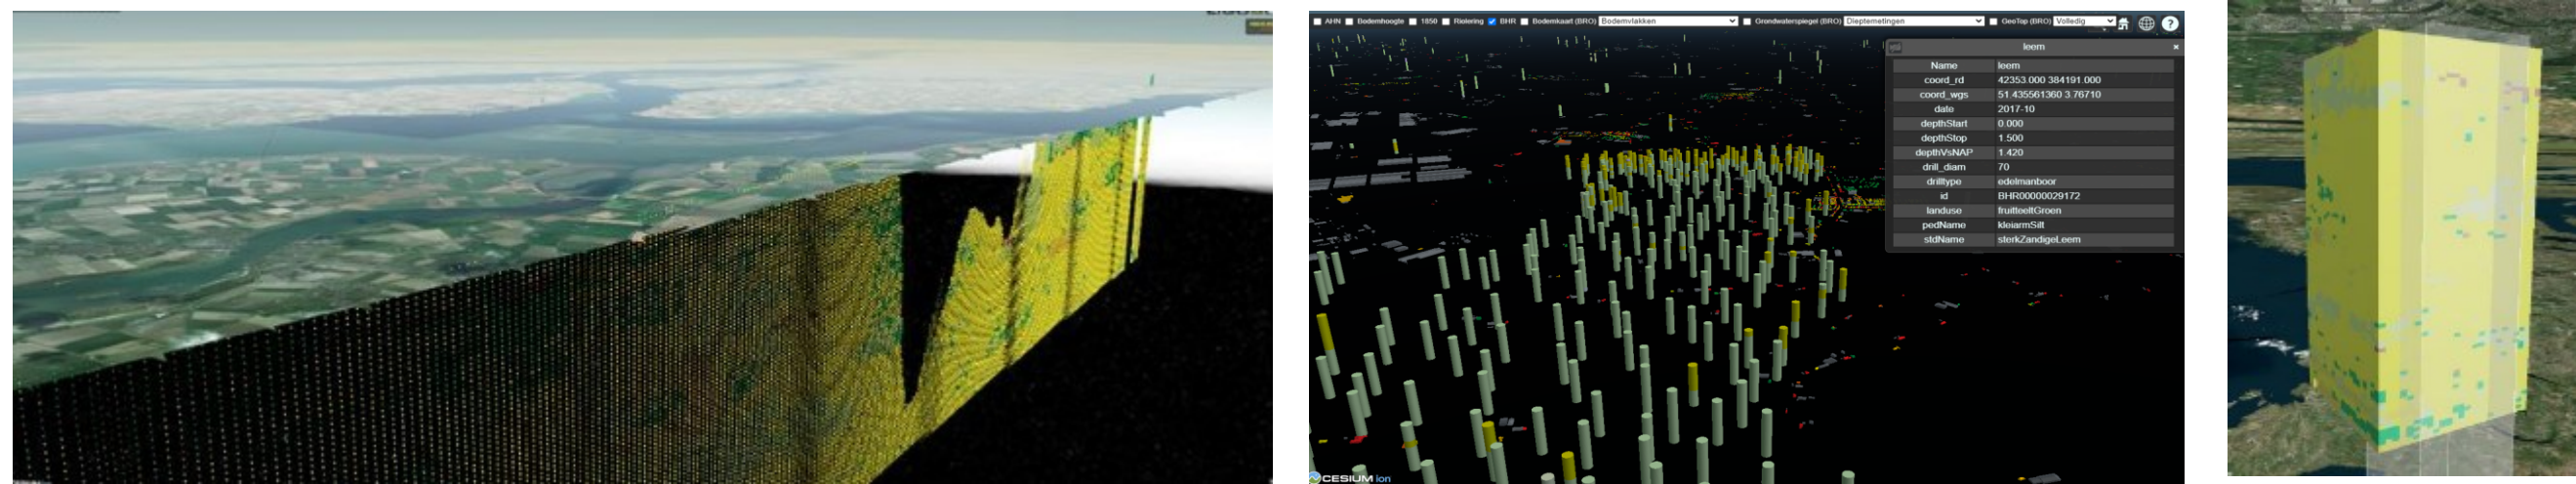 AHN Bodemhoogte 1850 Riolering BHR Bodemkaart (BRO) Bodemvlakken Grondwaterspiegel (BRO) Dieptemetingen GeoTop (BRO) Volledig ?
leem ×
Name leem
coord_rd 42353.000 384191.000
coord_wgs 51.435561360 3.76710
date 2017-10
depthStart 0.000
depthStop 1.500
depthVsNAP 1.420
drill_diam 70
drilltype edelmanboor
id BHR00000029172
landuse fruitteeltGroen
pedName kleiarmSilt
stdName sterkZandigeLeem
CESIUM ion